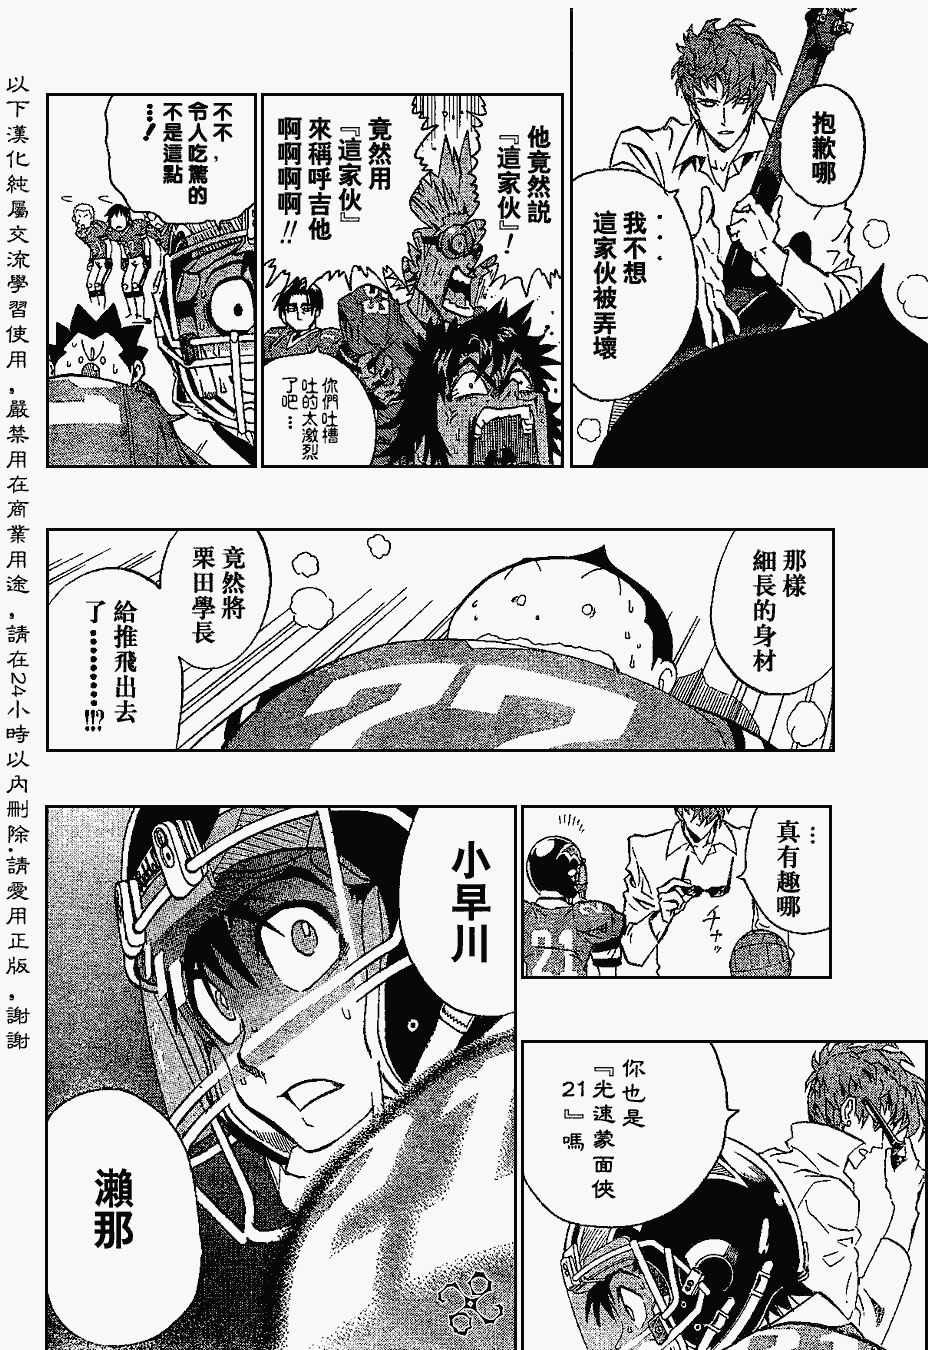 抱歉哪
…
我不想
這家伙被弄壞
他竟然説
『這家伙』!
竟然用
『這家伙』
來稱呼吉他
啊啊啊啊!!
你們吐槽
吐的太激烈
了吧…
不不,
令人吃驚的
不是這點
…!
那樣
細長的身材
竟然將
栗田學長
給推飛出去
了………!!?
…
真有趣哪
チャッ
21
你也是
『光速蒙面俠
21』嗎
小早川
瀨那
以下漢化純屬交流學習使用,嚴禁用在商業用途,請在24小時以內刪除.請愛用正版,謝謝